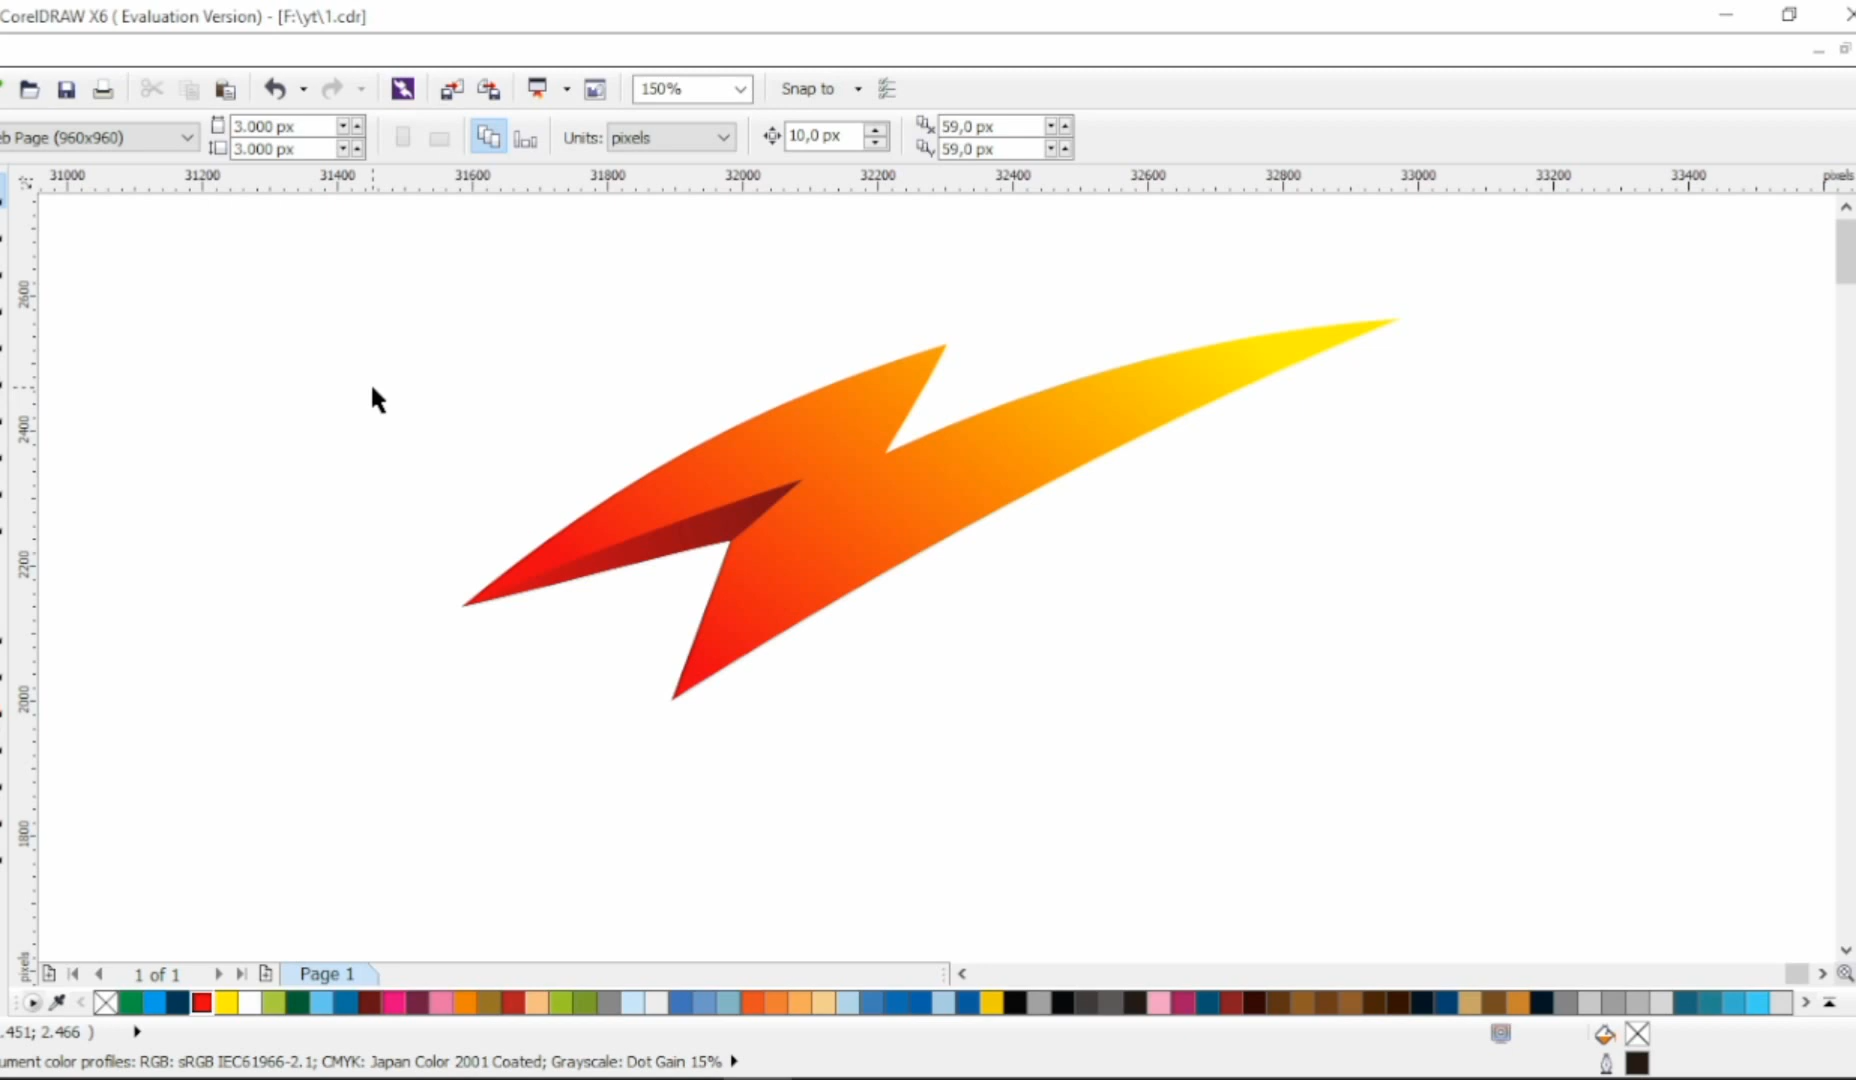 CorelDRAW X6 ( Evaluation Version) - [F:\yt\1.cdr]
150%
Snap to
b Page (960x960)
3.000 px
3.000 px
Units: pixels
10,0 px
59,0 px
59,0 px
31000 31200 31400 31600 31800 32000 32200 32400 32600 32800 33000 33200 33400 pixels
2600
2400
2200
2000
1800
pixels
1 of 1
Page 1
.451; 2.466 )
ument color profiles: RGB: sRGB IEC61966-2.1; CMYK: Japan Color 2001 Coated; Grayscale: Dot Gain 15%